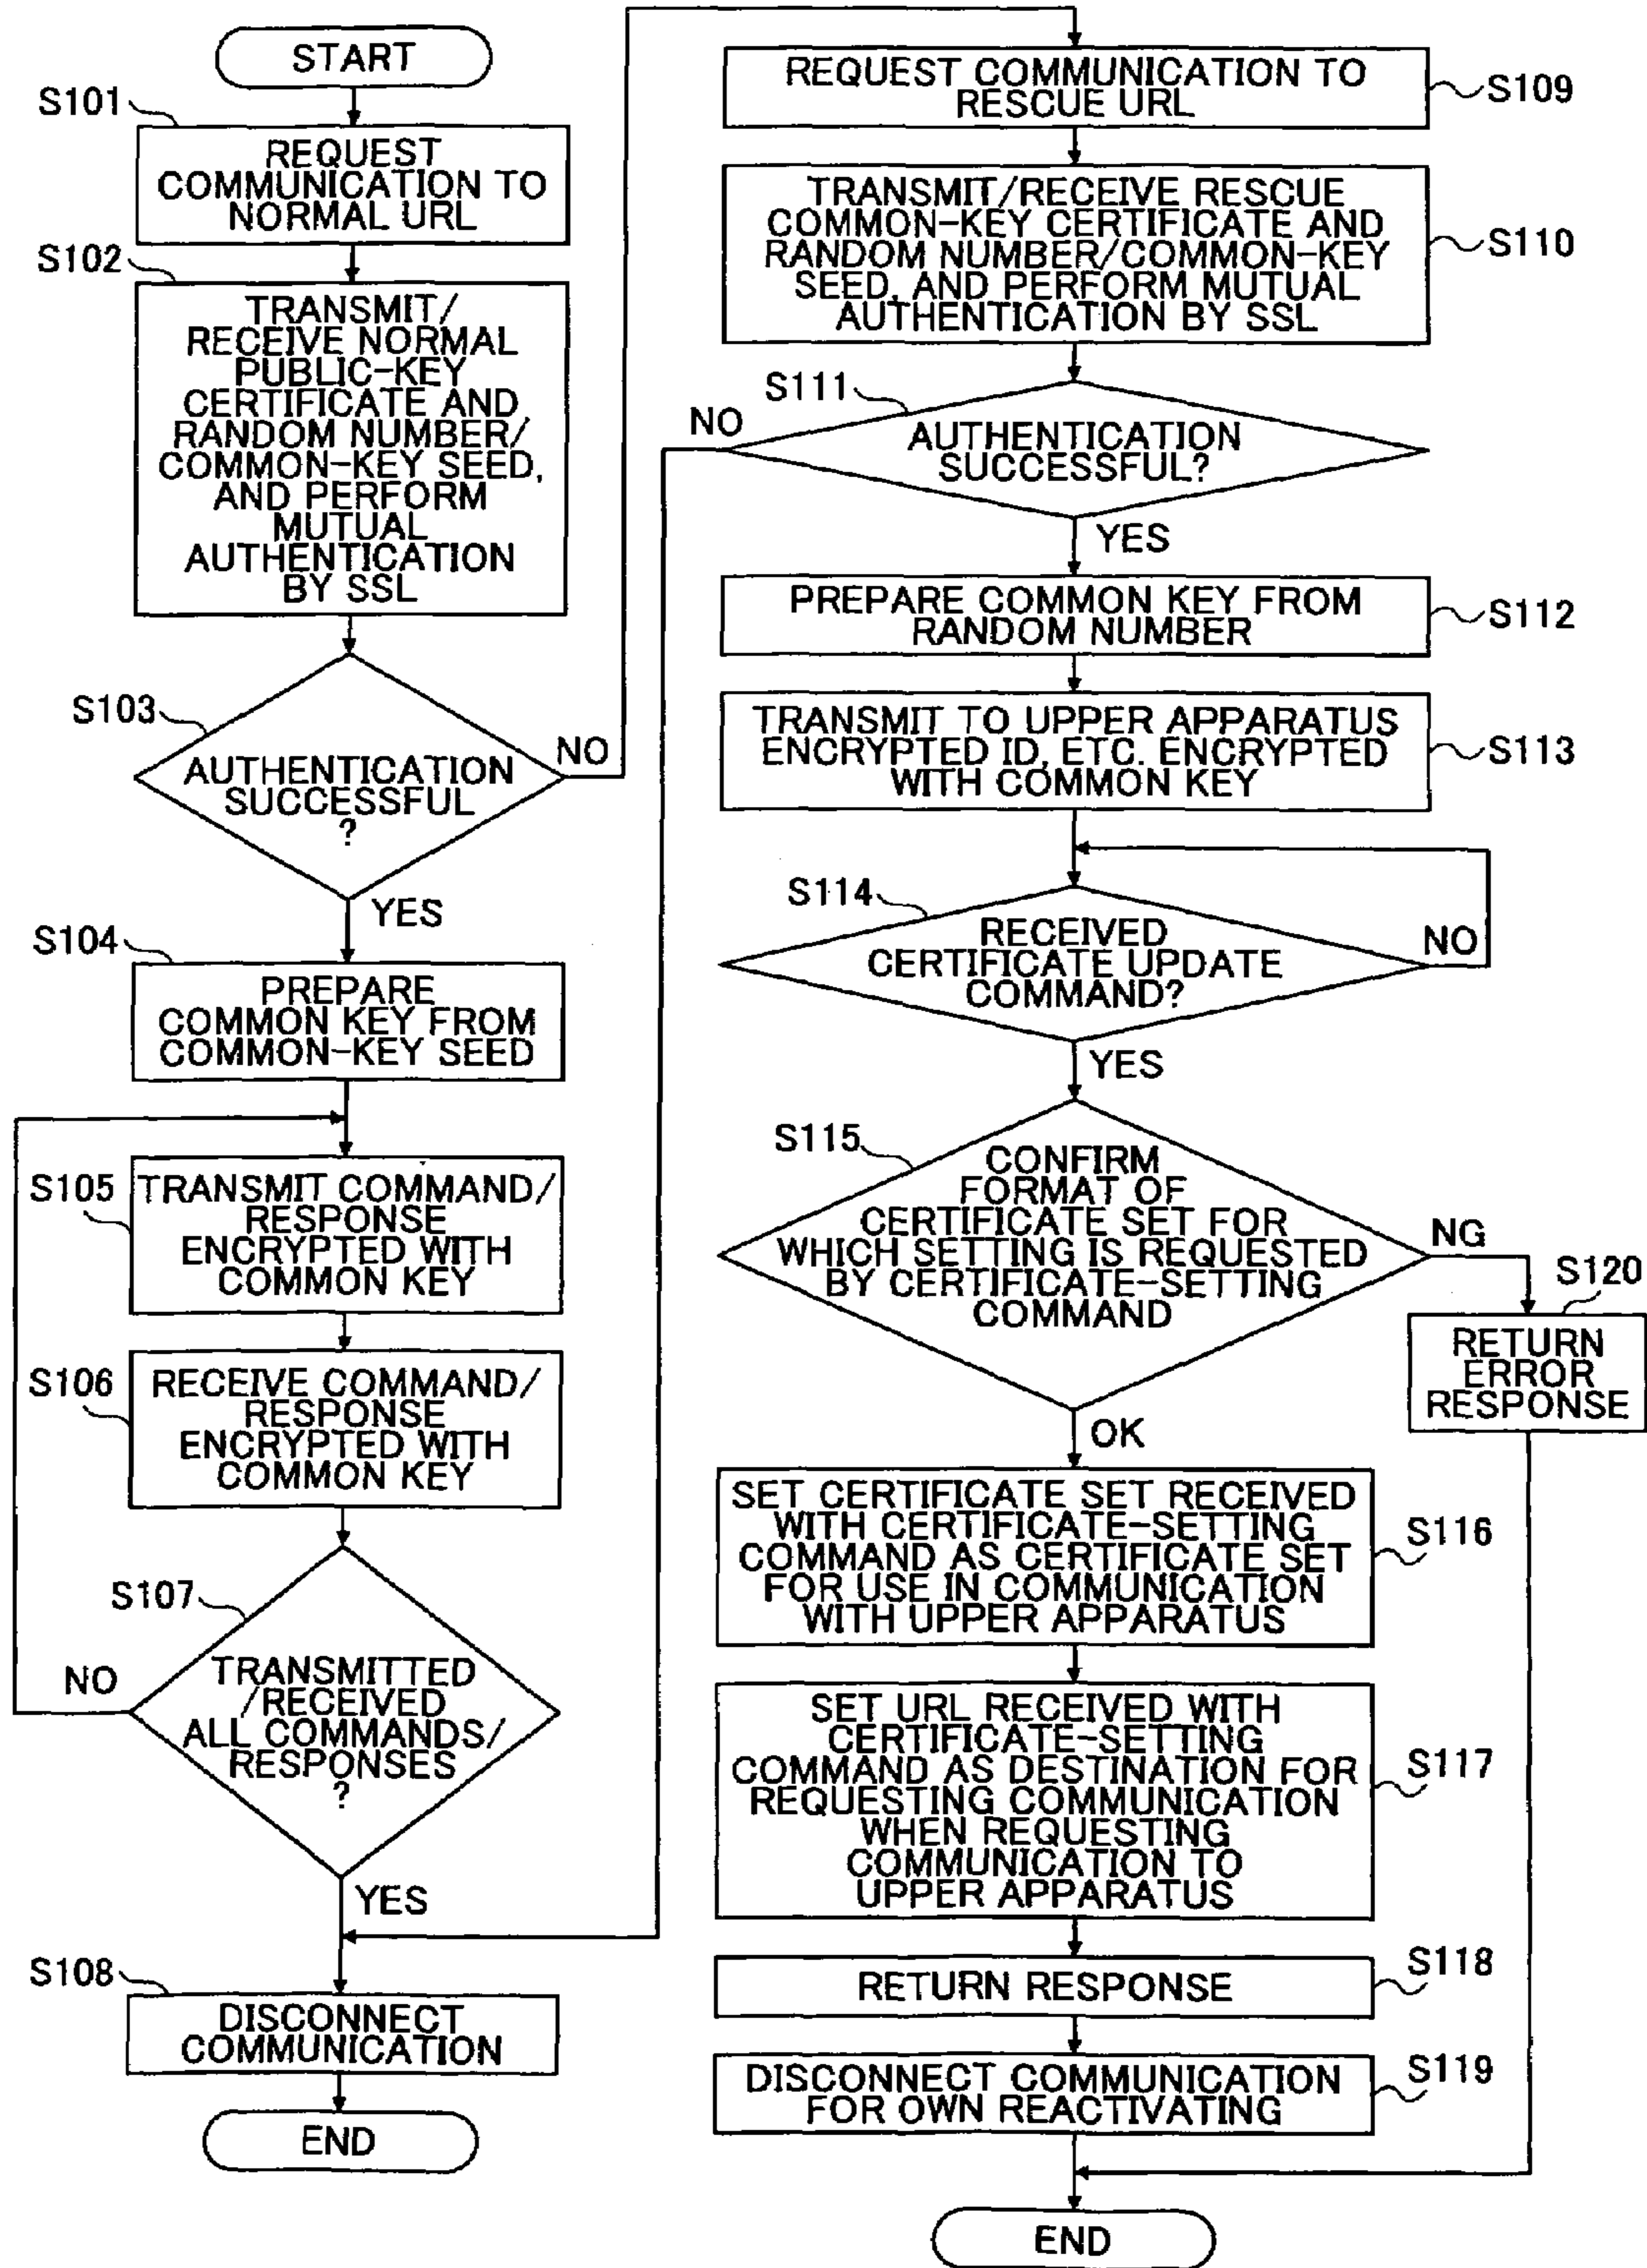 START
S101
REQUEST
COMMUNICATION TO
NORMAL URL
S102
TRANSMIT/
RECEIVE NORMAL
PUBLIC-KEY
CERTIFICATE AND
RANDOM NUMBER/
COMMON-KEY SEED,
AND PERFORM
MUTUAL
AUTHENTICATION
BY SSL
S103
AUTHENTICATION
SUCCESSFUL
?
NO
YES
S104
PREPARE
COMMON KEY FROM
COMMON-KEY SEED
S105
TRANSMIT COMMAND/
RESPONSE
ENCRYPTED WITH
COMMON KEY
S106
RECEIVE COMMAND/
RESPONSE
ENCRYPTED WITH
COMMON KEY
S107
TRANSMITTED
/RECEIVED
ALL COMMANDS/
RESPONSES
?
NO
YES
S108
DISCONNECT
COMMUNICATION
END
REQUEST COMMUNICATION TO
RESCUE URL
S109
TRANSMIT/RECEIVE RESCUE
COMMON-KEY CERTIFICATE AND
RANDOM NUMBER/COMMON-KEY
SEED, AND PERFORM MUTUAL
AUTHENTICATION BY SSL
S110
S111
AUTHENTICATION
SUCCESSFUL?
NO
YES
PREPARE COMMON KEY FROM
RANDOM NUMBER
S112
TRANSMIT TO UPPER APPARATUS
ENCRYPTED ID, ETC. ENCRYPTED
WITH COMMON KEY
S113
S114
RECEIVED
CERTIFICATE UPDATE
COMMAND?
NO
YES
S115
CONFIRM
FORMAT OF
CERTIFICATE SET FOR
WHICH SETTING IS REQUESTED
BY CERTIFICATE-SETTING
COMMAND
NG
S120
RETURN
ERROR
RESPONSE
OK
SET CERTIFICATE SET RECEIVED
WITH CERTIFICATE-SETTING
COMMAND AS CERTIFICATE SET
FOR USE IN COMMUNICATION
WITH UPPER APPARATUS
S116
SET URL RECEIVED WITH
CERTIFICATE-SETTING
COMMAND AS DESTINATION FOR
REQUESTING COMMUNICATION
WHEN REQUESTING
COMMUNICATION TO
UPPER APPARATUS
S117
RETURN RESPONSE
S118
DISCONNECT COMMUNICATION
FOR OWN REACTIVATING
S119
END